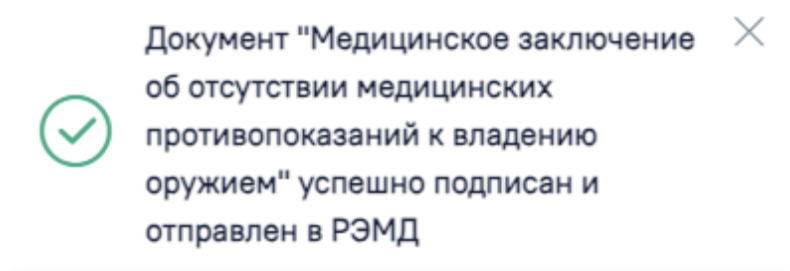 Документ "Медицинское заключение
об отсутствии медицинских
противопоказаний к владению
оружием" успешно подписан и
отправлен в РЭМД